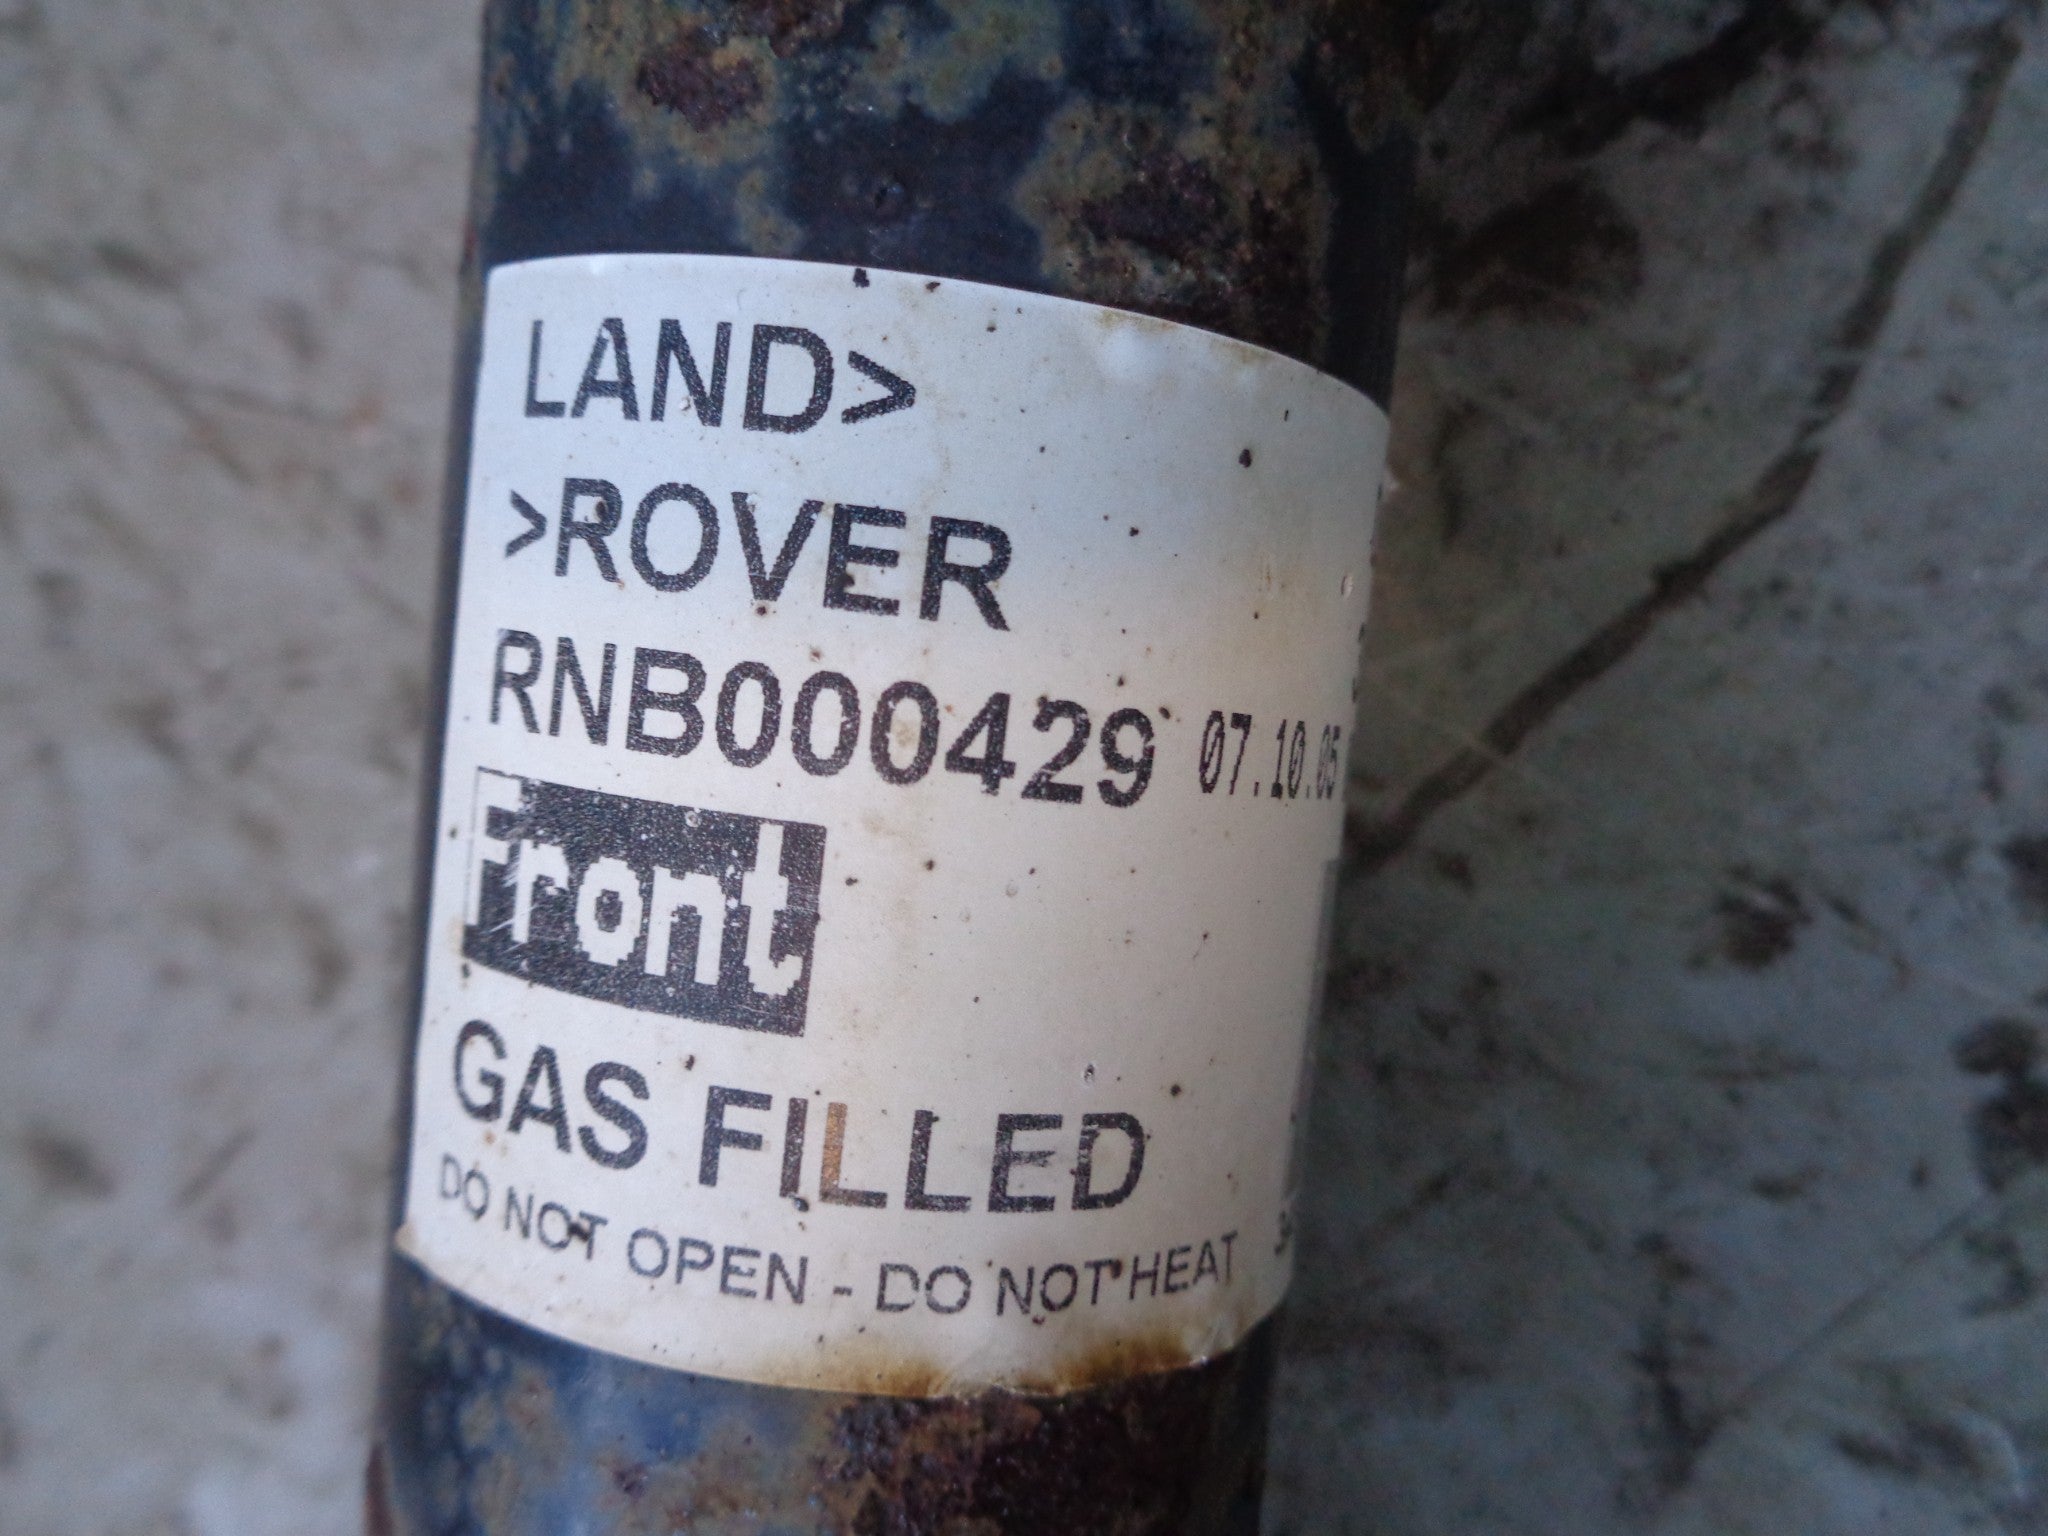 LAND>
>ROVER
RNB000429 07.10.05
Front
GAS FILLED
DO NOT OPEN - DO NOT HEAT